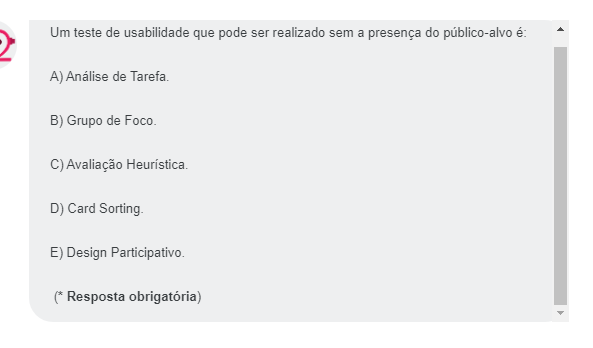 Um teste de usabilidade que pode ser realizado sem a presença do público-alvo é:
A) Análise de Tarefa.
B) Grupo de Foco.
C) Avaliação Heurística.
D) Card Sorting.
E) Design Participativo.
(* Resposta obrigatória)